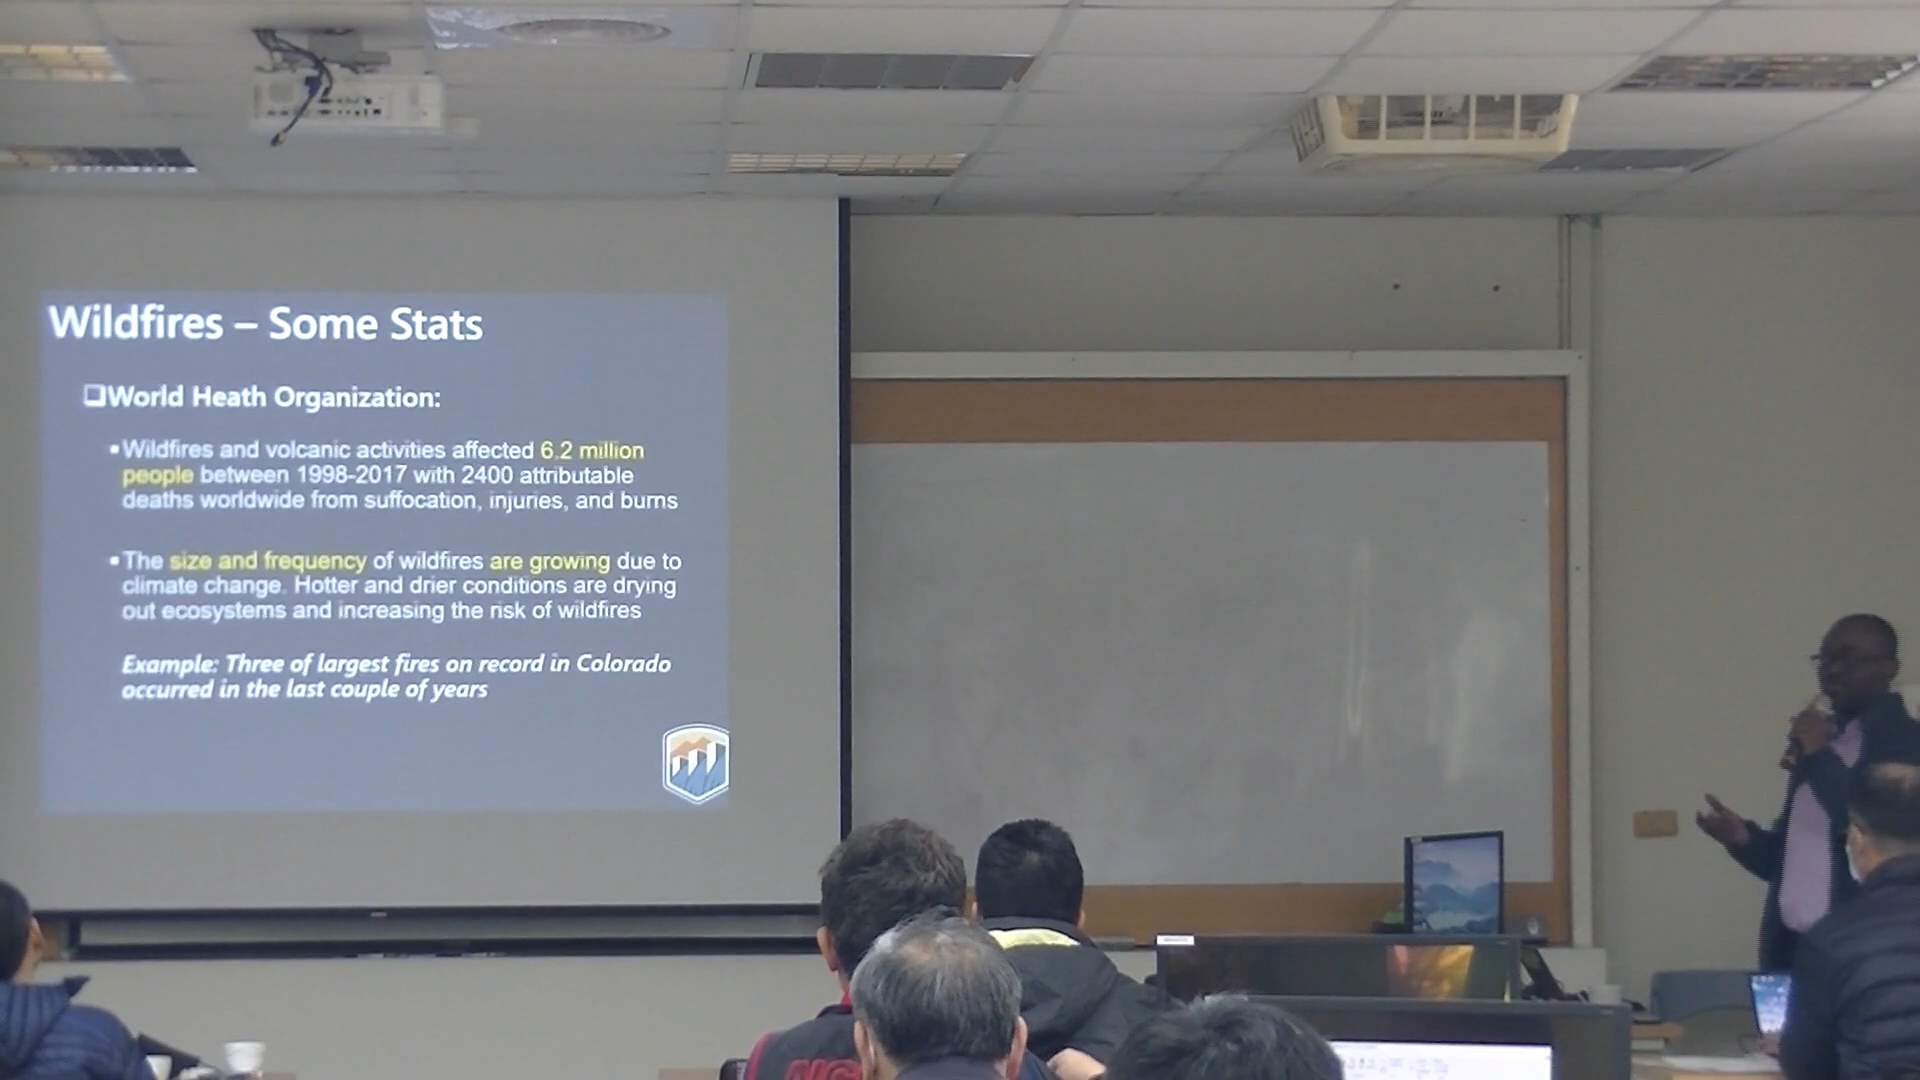 Wildfires – Some Stats
❑World Heath Organization:
▪Wildfires and volcanic activities affected 6.2 million
people between 1998-2017 with 2400 attributable
deaths worldwide from suffocation, injuries, and burns
▪The size and frequency of wildfires are growing due to
climate change. Hotter and drier conditions are drying
out ecosystems and increasing the risk of wildfires
Example: Three of largest fires on record in Colorado
occurred in the last couple of years